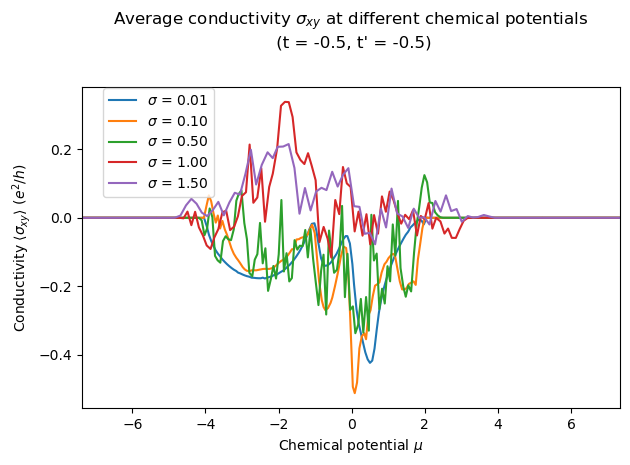 Average conductivity σxy at different chemical potentials
(t = -0.5, t' = -0.5)
σ = 0.01
σ = 0.10
σ = 0.50
σ = 1.00
σ = 1.50
Conductivity ⟨σxy⟩ (e²/h)
0.2
0.0
−0.2
−0.4
−6 −4 −2 0 2 4 6
Chemical potential μ